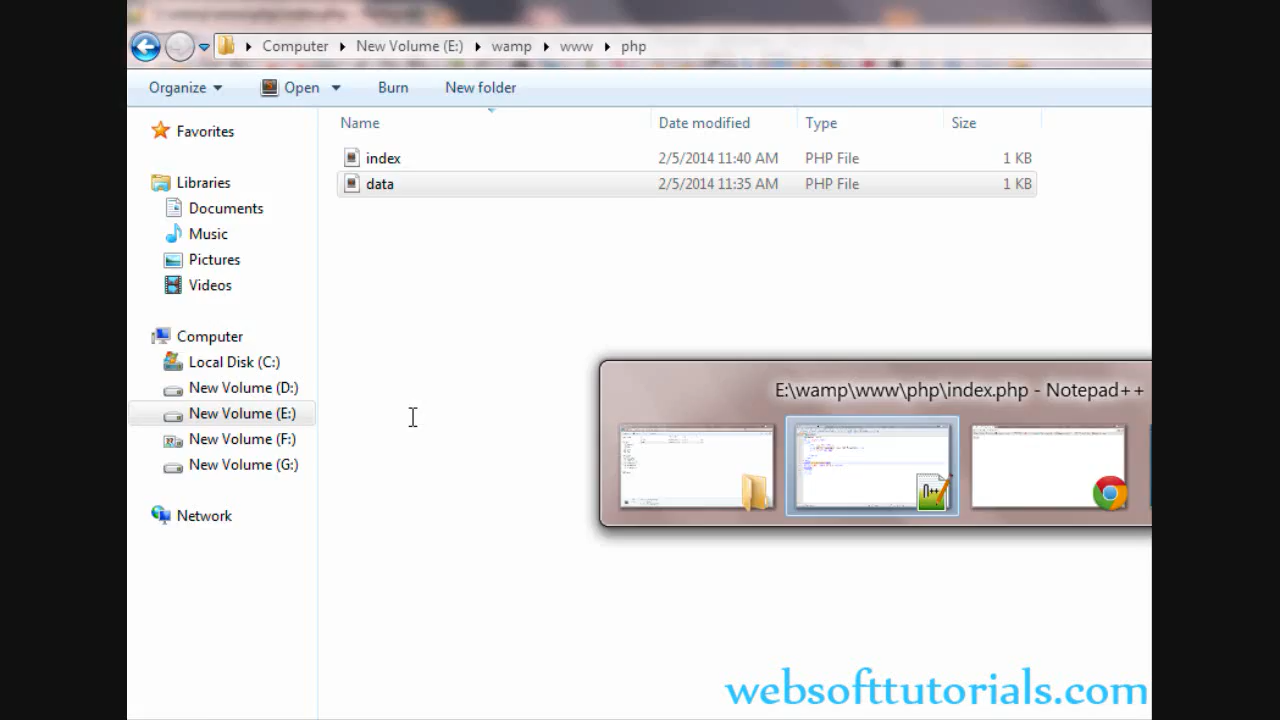 Computer New Volume (E:) wamp www php
Organize Open Burn New folder
Name Date modified Type Size
index 2/5/2014 11:40 AM PHP File 1 KB
data 2/5/2014 11:35 AM PHP File 1 KB
Favorites
Libraries
Documents
Music
Pictures
Videos
Computer
Local Disk (C:)
New Volume (D:)
New Volume (E:)
New Volume (F:)
New Volume (G:)
Network
E:\wamp\www\php\index.php - Notepad++
websofttutorials.com